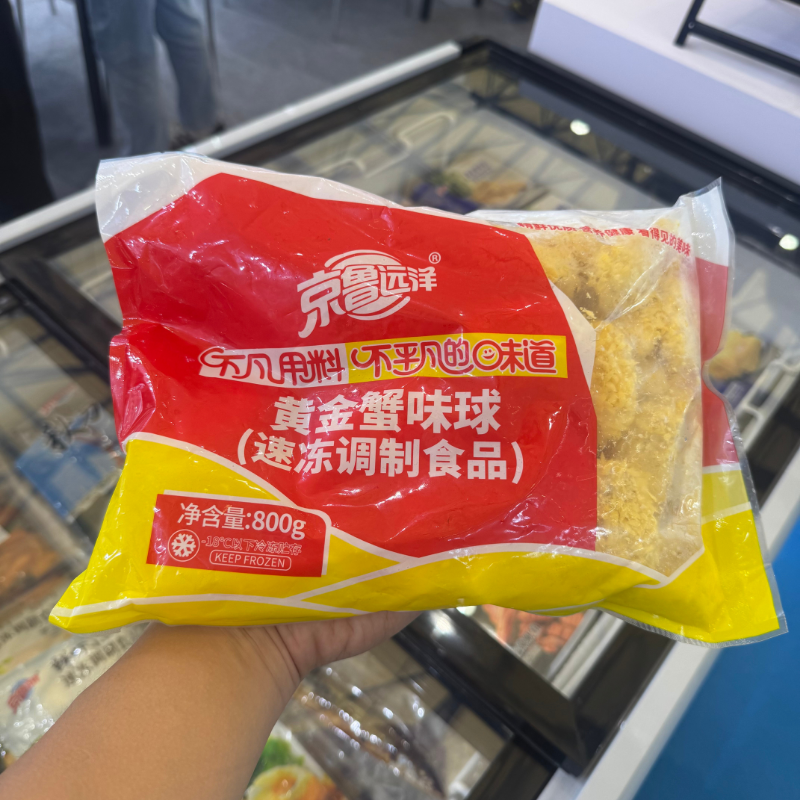 京鲁远洋®
不凡用料 不平凡的口味道
黄金蟹味球
(速冻调制食品)
净含量:800g
-18℃以下冷冻贮存
KEEP FROZEN